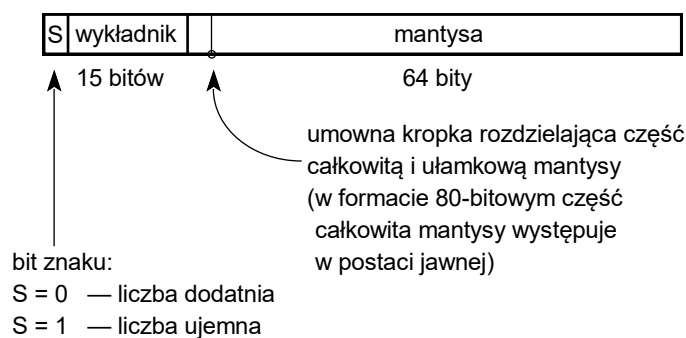 S wykładnik mantysa
15 bitów 64 bity
umowna kropka rozdzielająca część
całkowitą i ułamkową mantysy
(w formacie 80-bitowym część
całkowita mantysy występuje
w postaci jawnej)
bit znaku:
S = 0 — liczba dodatnia
S = 1 — liczba ujemna